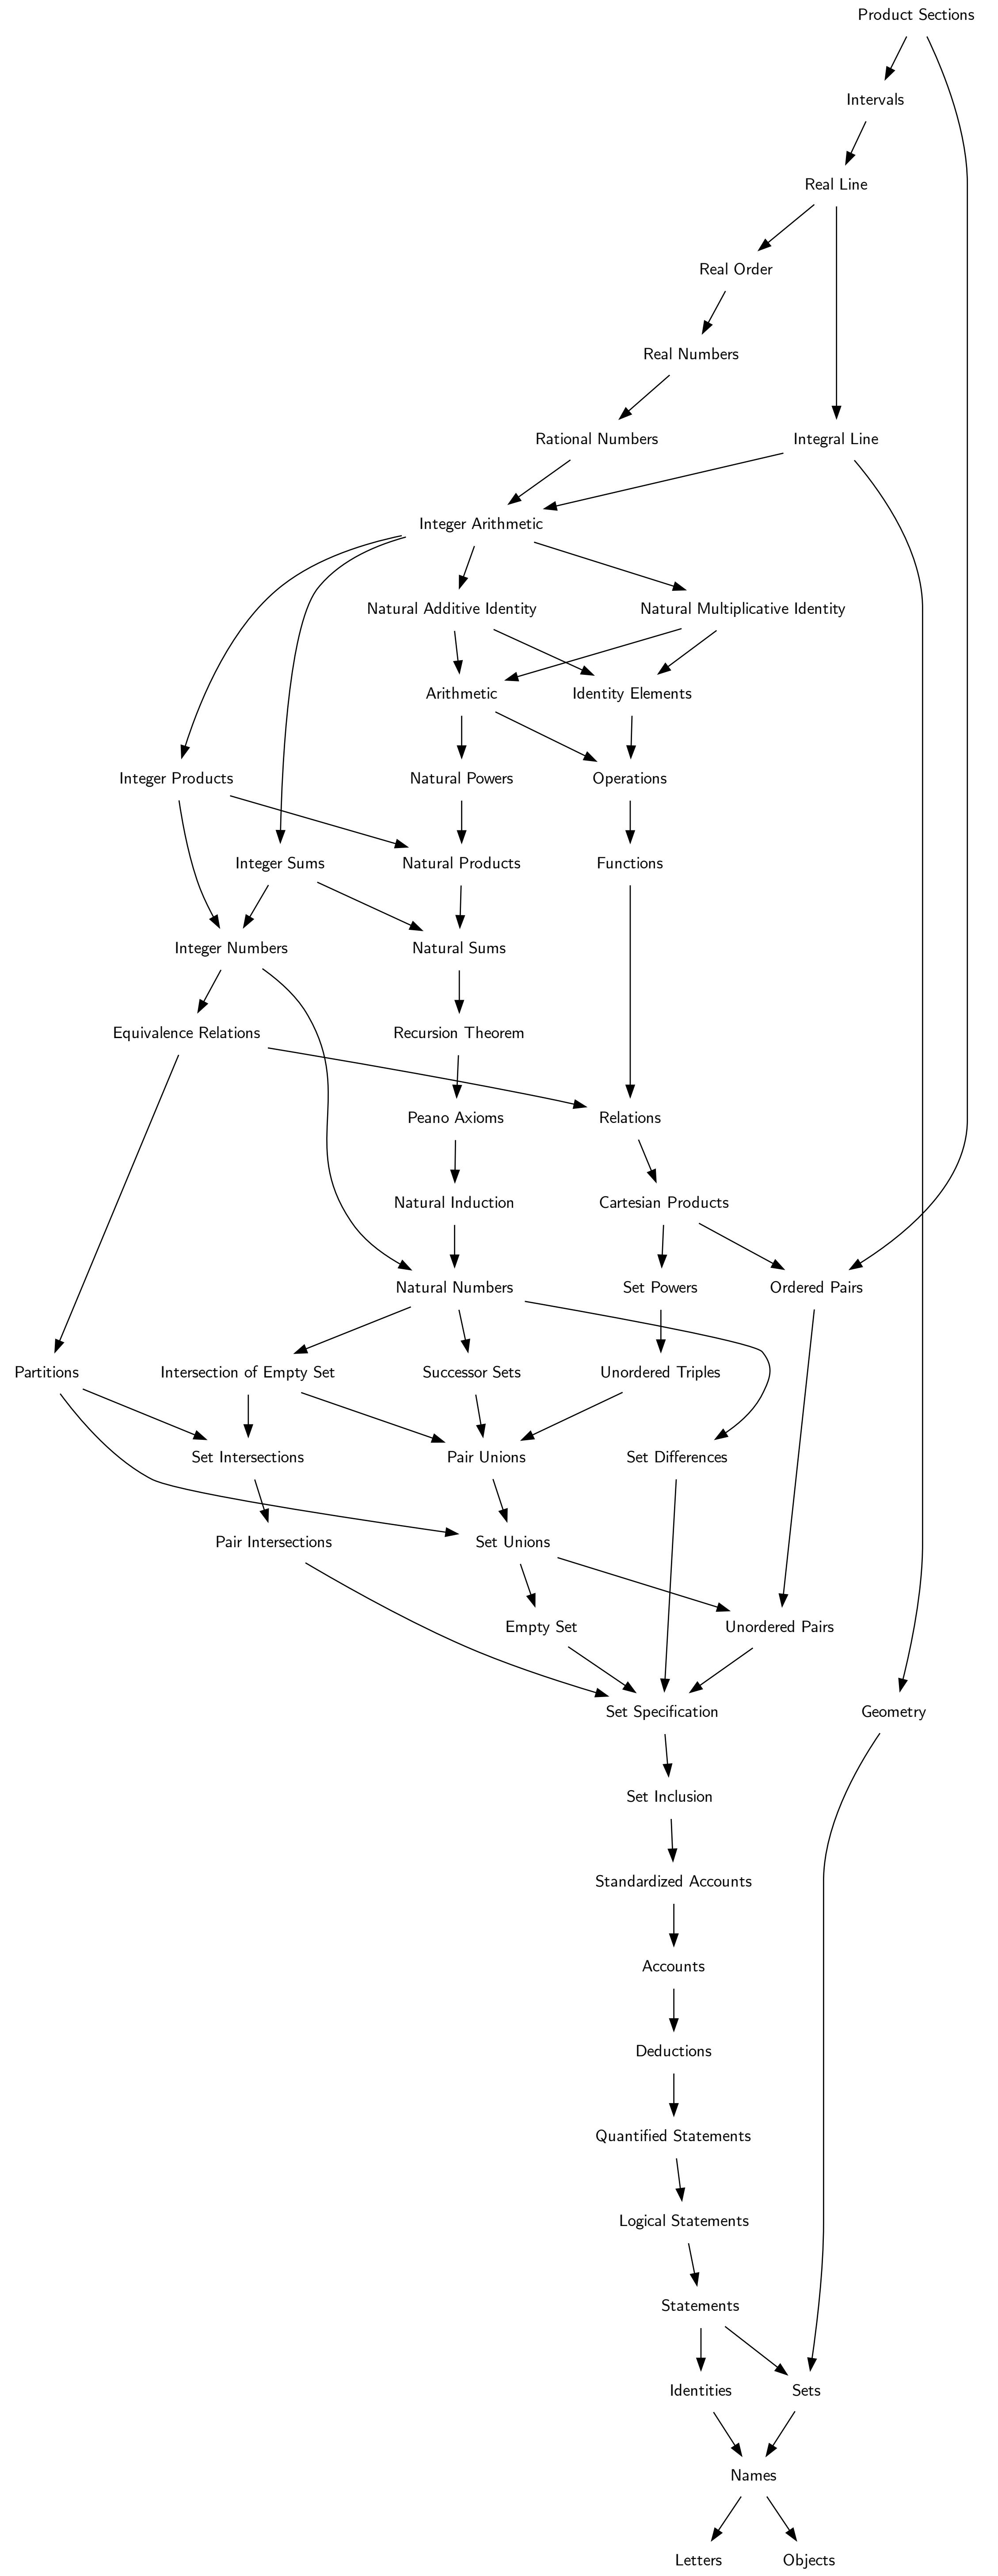 Product Sections
Intervals
Real Line
Real Order
Real Numbers
Rational Numbers
Integral Line
Integer Arithmetic
Natural Additive Identity
Natural Multiplicative Identity
Arithmetic
Identity Elements
Integer Products
Natural Powers
Operations
Integer Sums
Natural Products
Functions
Integer Numbers
Natural Sums
Equivalence Relations
Recursion Theorem
Peano Axioms
Relations
Natural Induction
Cartesian Products
Natural Numbers
Set Powers
Ordered Pairs
Partitions
Intersection of Empty Set
Successor Sets
Unordered Triples
Set Intersections
Pair Unions
Set Differences
Pair Intersections
Set Unions
Empty Set
Unordered Pairs
Set Specification
Geometry
Set Inclusion
Standardized Accounts
Accounts
Deductions
Quantified Statements
Logical Statements
Statements
Identities
Sets
Names
Letters
Objects